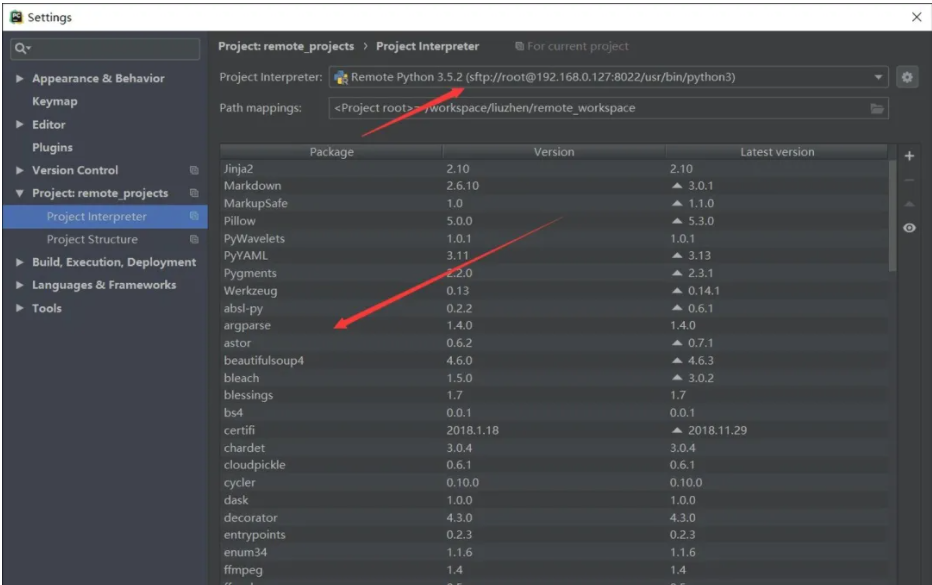 Settings
Project: remote_projects › Project Interpreter For current project
Appearance & Behavior
Keymap
Editor
Plugins
Version Control
Project: remote_projects
Project Interpreter
Project Structure
Build, Execution, Deployment
Languages & Frameworks
Tools
Project Interpreter: Remote Python 3.5.2 (sftp://root@192.168.0.127:8022/usr/bin/python3)
Path mappings: <Project root>→/workspace/liuzhen/remote_workspace
Package Version Latest version
Jinja2 2.10 2.10
Markdown 2.6.10 3.0.1
MarkupSafe 1.0 1.1.0
Pillow 5.0.0 5.3.0
PyWavelets 1.0.1 1.0.1
PyYAML 3.11 3.13
Pygments 2.2.0 2.3.1
Werkzeug 0.13 0.14.1
absl-py 0.2.2 0.6.1
argparse 1.4.0 1.4.0
astor 0.6.2 0.7.1
beautifulsoup4 4.6.0 4.6.3
bleach 1.5.0 3.0.2
blessings 1.7 1.7
bs4 0.0.1 0.0.1
certifi 2018.1.18 2018.11.29
chardet 3.0.4 3.0.4
cloudpickle 0.6.1 0.6.1
cycler 0.10.0 0.10.0
dask 1.0.0 1.0.0
decorator 4.3.0 4.3.0
entrypoints 0.2.3 0.2.3
enum34 1.1.6 1.1.6
ffmpeg 1.4 1.4